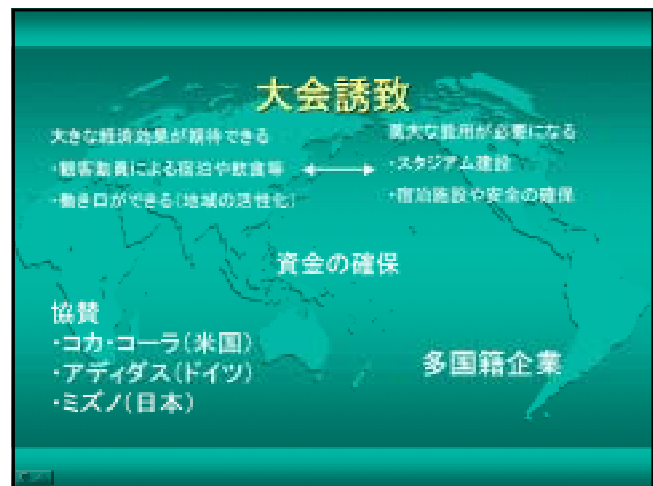 大会誘致
大きな経済効果が期待できる
・観客動員による宿泊や飲食等
・働き口ができる(地域の活性化)
莫大な費用が必要になる
・スタジアム建設
・宿泊施設や安全の確保
資金の確保
協賛
・コカ・コーラ(米国)
・アディダス(ドイツ)
・ミズノ(日本)
多国籍企業